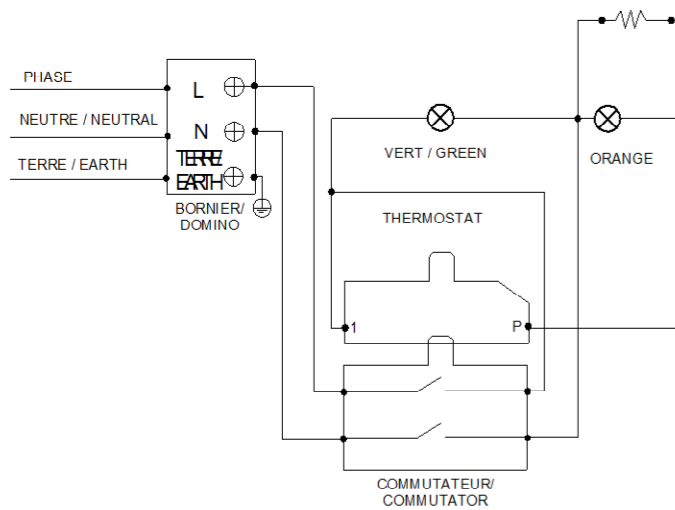 PHASE
L
NEUTRE / NEUTRAL
N
TERRE / EARTH
TERRE/
EARTH
BORNIER/
DOMINO
VERT / GREEN
ORANGE
THERMOSTAT
1
P
COMMUTATEUR/
COMMUTATOR